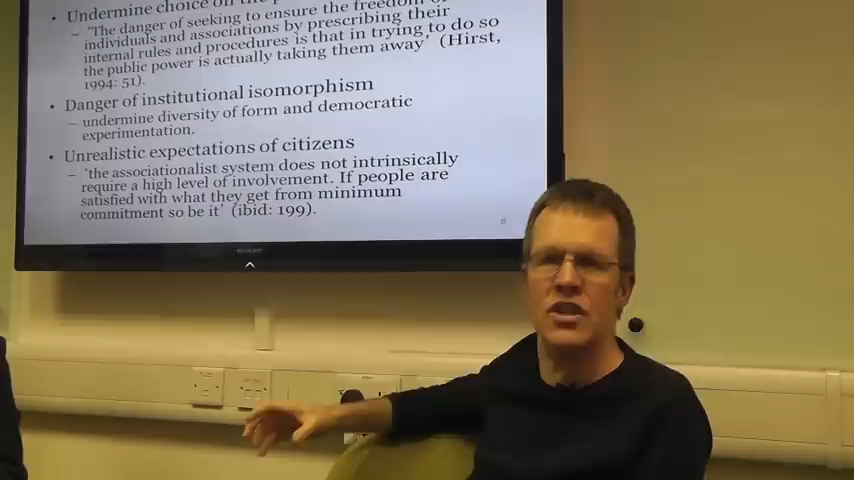 • Undermine choice on the
– 'The danger of seeking to ensure the freedom of
individuals and associations by prescribing their
internal rules and procedures is that in trying to do so
the public power is actually taking them away' (Hirst,
1994: 51).
• Danger of institutional isomorphism
– undermine diversity of form and democratic
experimentation.
• Unrealistic expectations of citizens
– 'the associationalist system does not intrinsically
require a high level of involvement. If people are
satisfied with what they get from minimum
commitment so be it' (ibid: 199).
8